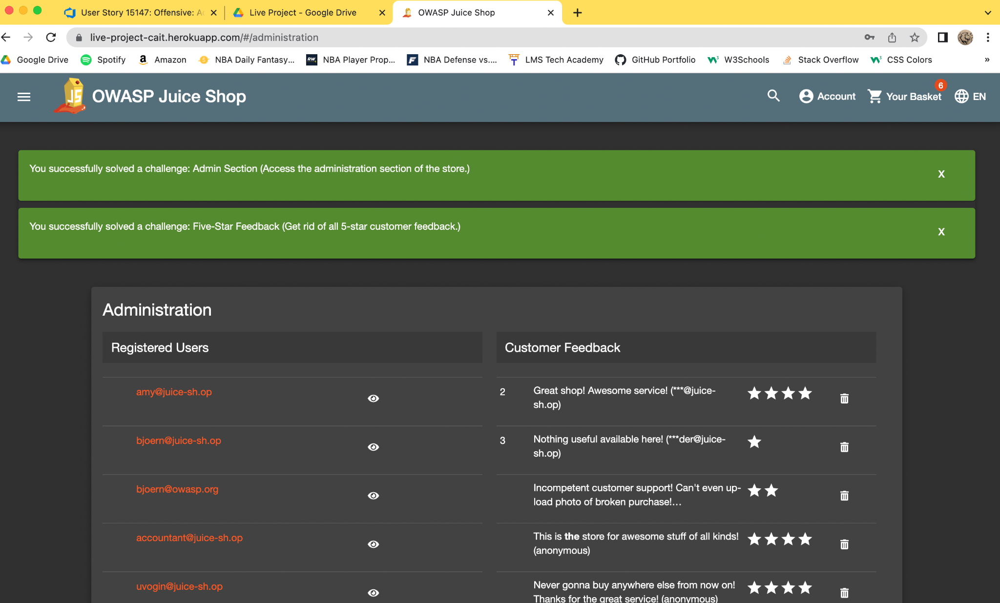 User Story 15147: Offensive: Ac
Live Project - Google Drive
OWASP Juice Shop
live-project-cait.herokuapp.com/#/administration
Google Drive
Spotify
Amazon
NBA Daily Fantasy...
NBA Player Prop...
NBA Defense vs....
LMS Tech Academy
GitHub Portfolio
W3Schools
Stack Overflow
CSS Colors
»
JS
OWASP Juice Shop
Account
Your Basket
6
EN
You successfully solved a challenge: Admin Section (Access the administration section of the store.)
X
You successfully solved a challenge: Five-Star Feedback (Get rid of all 5-star customer feedback.)
X
Administration
Registered Users
Customer Feedback
amy@juice-sh.op
2
Great shop! Awesome service! (***@juice-
sh.op)
bjoern@juice-sh.op
3
Nothing useful available here! (***der@juice-
sh.op)
bjoern@owasp.org
Incompetent customer support! Can't even up-
load photo of broken purchase!...
accountant@juice-sh.op
This is the store for awesome stuff of all kinds!
(anonymous)
uvogin@juice-sh.op
Never gonna buy anywhere else from now on!
Thanks for the great service! (anonymous)